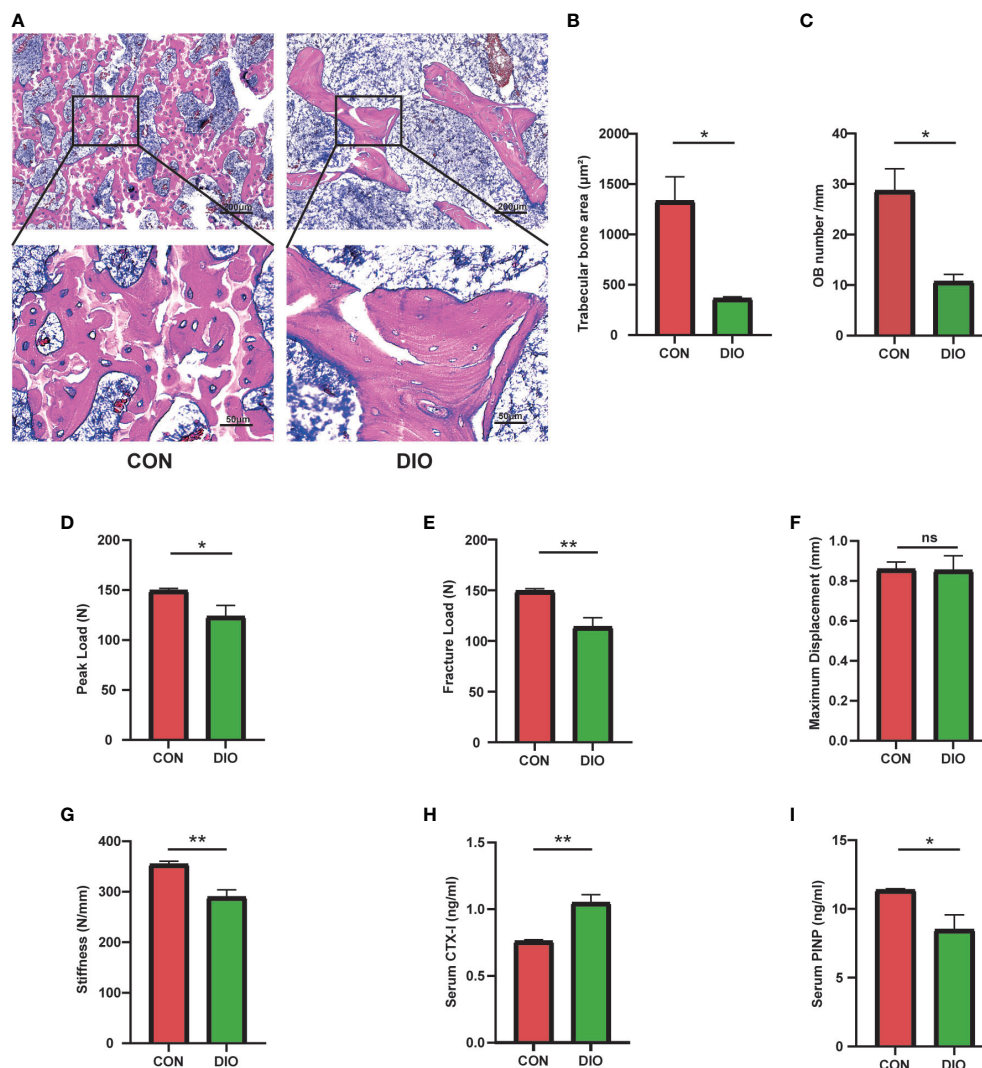 A
200μm
200μm
50μm
50μm
CON
DIO
B
Trabecular bone area (μm²)
2000
1500
1000
500
0
*
CON
DIO
C
OB number /mm
40
30
20
10
0
*
CON
DIO
D
Peak Load (N)
200
150
100
50
0
*
CON
DIO
E
Fracture Load (N)
200
150
100
50
0
**
CON
DIO
F
Maximum Displacement (mm)
1.0
0.8
0.6
0.4
0.2
0.0
ns
CON
DIO
G
Stiffness (N/mm)
400
300
200
100
0
**
CON
DIO
H
Serum CTX-I (ng/ml)
1.5
1.0
0.5
0.0
**
CON
DIO
I
Serum PINP (ng/ml)
15
10
5
0
*
CON
DIO